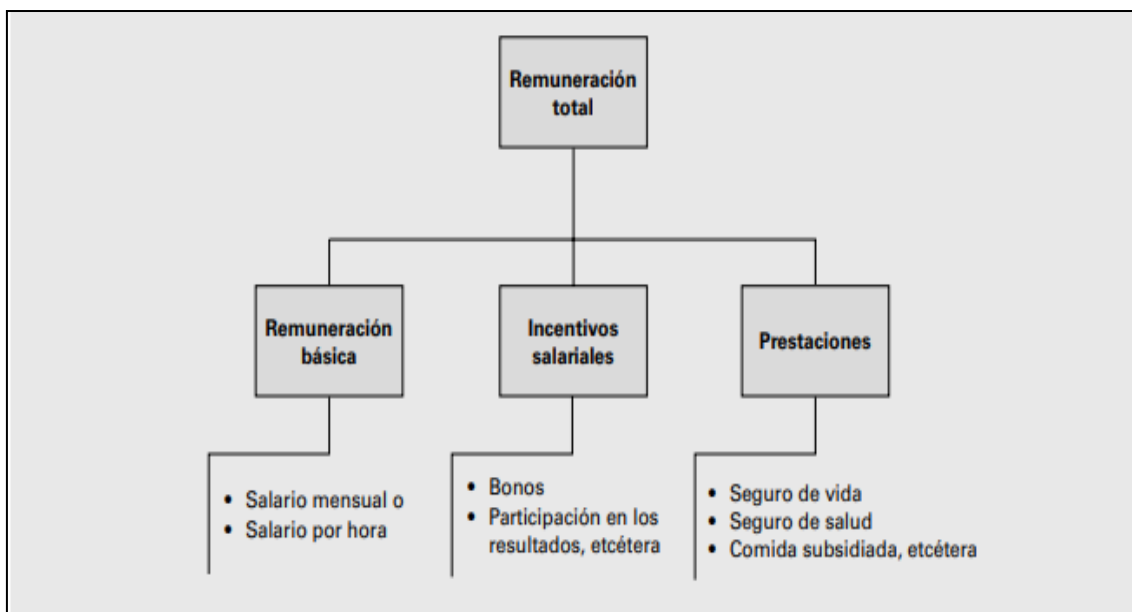 Remuneración
total
Remuneración
básica
Incentivos
salariales
Prestaciones
• Salario mensual o
• Salario por hora
• Bonos
• Participación en los
resultados, etcétera
• Seguro de vida
• Seguro de salud
• Comida subsidiada, etcétera